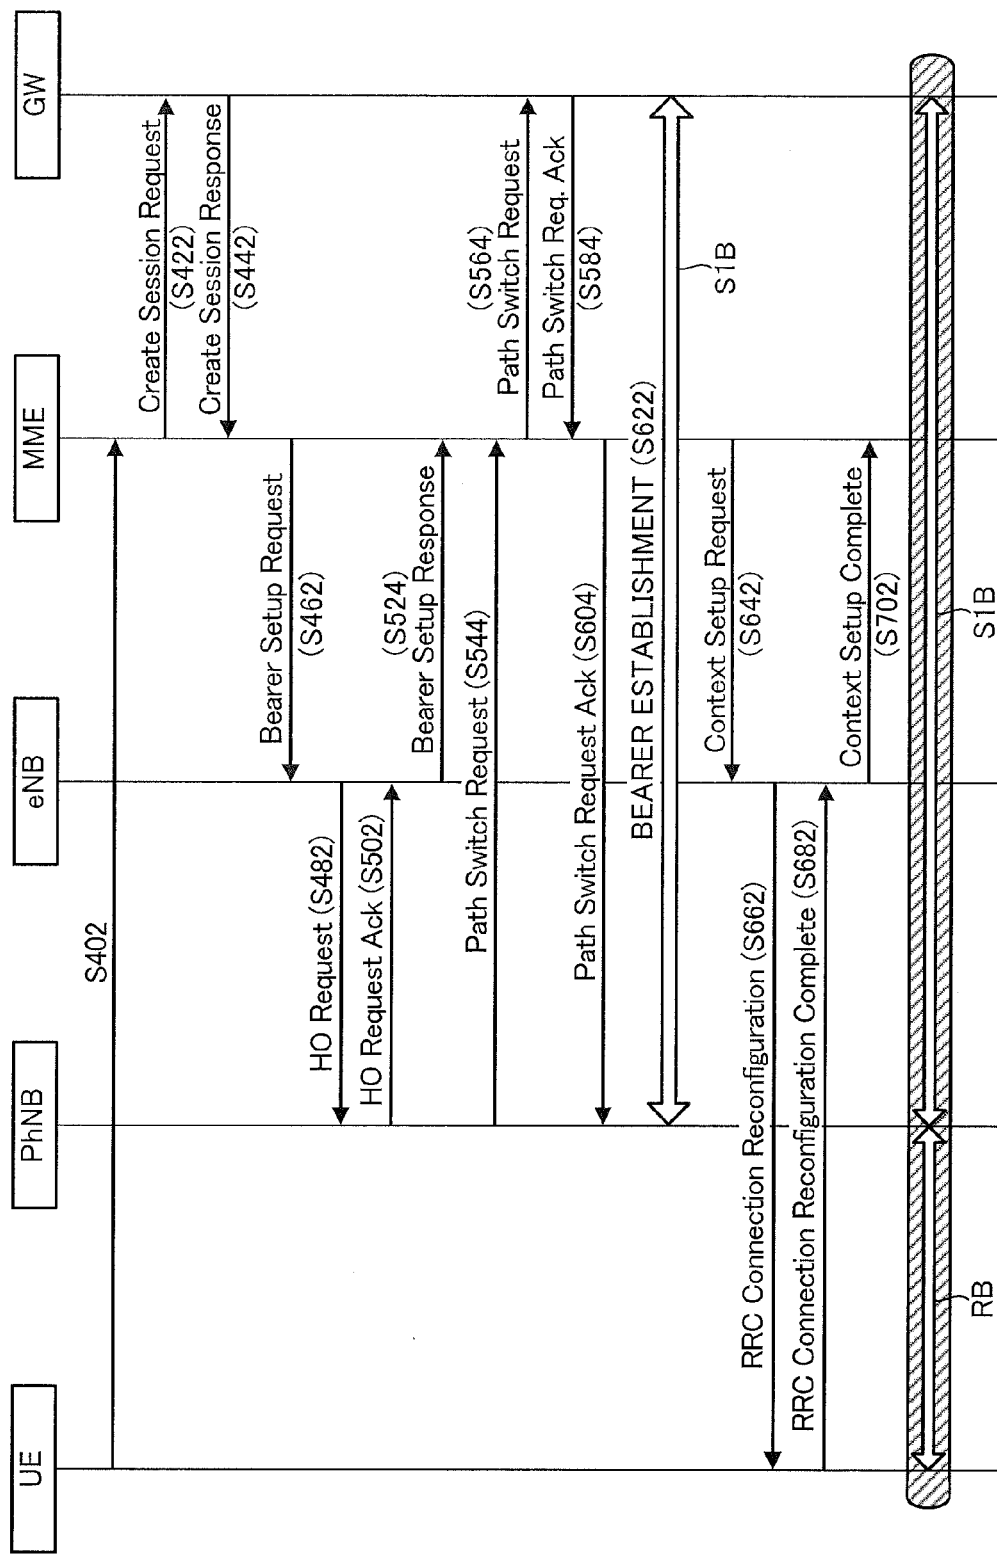 UE
PhNB
eNB
MME
GW
S402
Create Session Request
(S422)
Create Session Response
(S442)
Bearer Setup Request
(S462)
HO Request (S482)
HO Request Ack (S502)
(S524)
Bearer Setup Response
Path Switch Request (S544)
(S564)
Path Switch Request
Path Switch Req. Ack
(S584)
Path Switch Request Ack (S604)
BEARER ESTABLISHMENT (S622)
S1B
Context Setup Request
(S642)
RRC Connection Reconfiguration (S662)
RRC Connection Reconfiguration Complete (S682)
Context Setup Complete
(S702)
RB
S1B